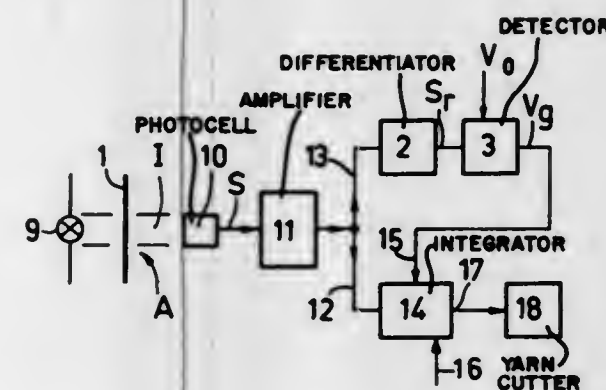 DETECTOR
V0
DIFFERENTIATOR
Sr
Vg
AMPLIFIER
PHOTOCELL
1
I
10
S
13
2
3
9
11
15
INTEGRATOR
17
A
12
14
18
16
YARN
CUTTER